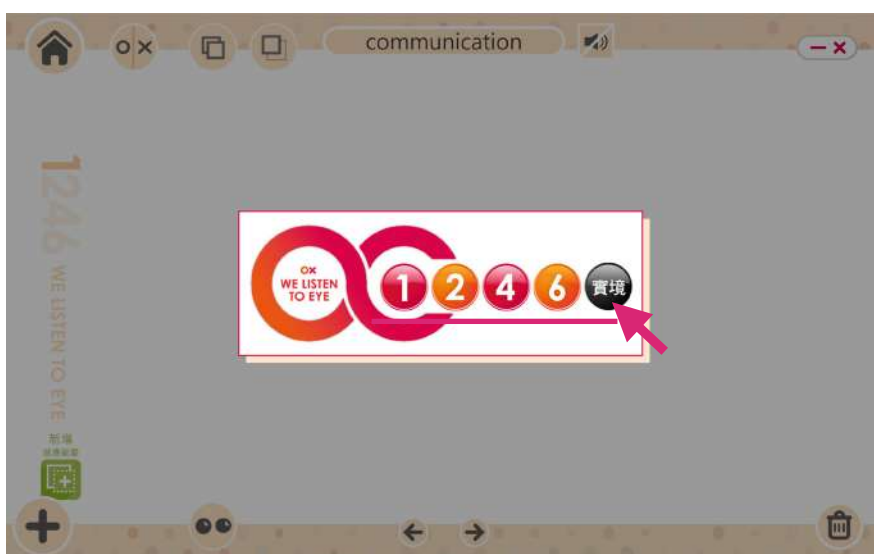 O X
communication
1246 WE LISTEN TO EYE
OX
WE LISTEN
TO EYE
1 2 4 6 實境
新增